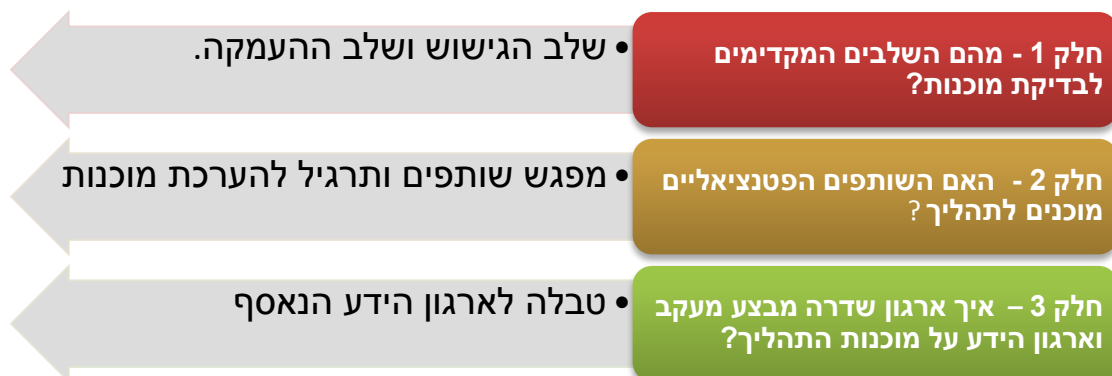 חלק 1 - מהם השלבים המקדימים
לבדיקת מוכנות?
• שלב הגישוש ושלב ההעמקה.
חלק 2 - האם השותפים הפטנציאליים
מוכנים לתהליך ?
• מפגש שותפים ותרגיל להערכת מוכנות
חלק 3 – איך ארגון שדרה מבצע מעקב
וארגון הידע על מוכנות התהליך?
• טבלה לארגון הידע הנאסף